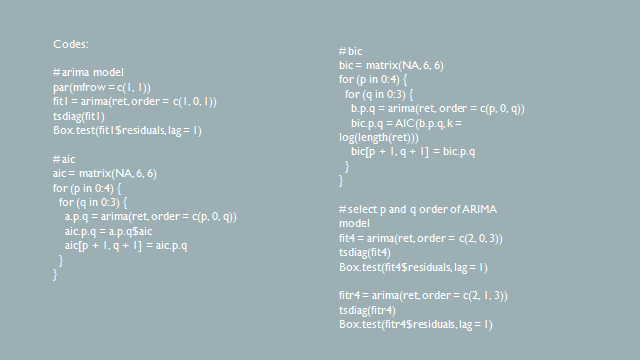 Codes:
# arima model
par(mfrow = c(1, 1))
fit1 = arima(ret, order = c(1, 0, 1))
tsdiag(fit1)
Box.test(fit1$residuals, lag = 1)
# aic
aic = matrix(NA, 6, 6)
for (p in 0:4) {
for (q in 0:3) {
a.p.q = arima(ret, order = c(p, 0, q))
aic.p.q = a.p.q$aic
aic[p + 1, q + 1] = aic.p.q
}
}
# bic
bic = matrix(NA, 6, 6)
for (p in 0:4) {
for (q in 0:3) {
b.p.q = arima(ret, order = c(p, 0, q))
bic.p.q = AIC(b.p.q, k =
log(length(ret)))
bic[p + 1, q + 1] = bic.p.q
}
}
# select p and q order of ARIMA
model
fit4 = arima(ret, order = c(2, 0, 3))
tsdiag(fit4)
Box.test(fit4$residuals, lag = 1)
fitr4 = arima(ret, order = c(2, 1, 3))
tsdiag(fitr4)
Box.test(fitr4$residuals, lag = 1)